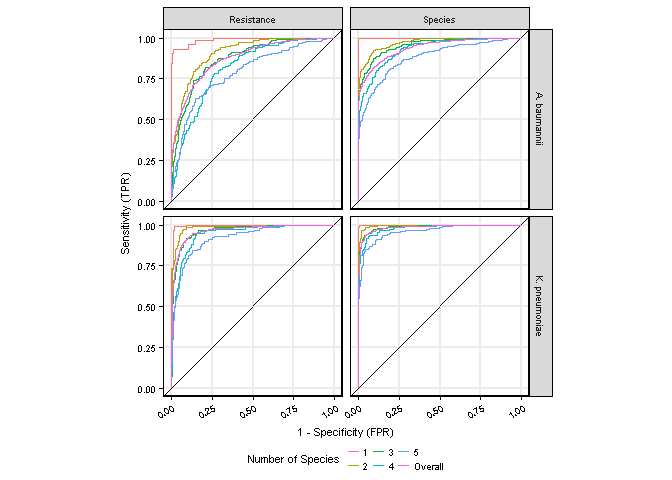 Resistance Species
1.00
0.75
0.50
0.25
0.00
A. baumannii
Sensitivity (TPR)
1.00
0.75
0.50
0.25
0.00
K. pneumoniae
0.00 0.25 0.50 0.75 1.00 0.00 0.25 0.50 0.75 1.00
1 - Specificity (FPR)
Number of Species 1 3 5
2 4 Overall